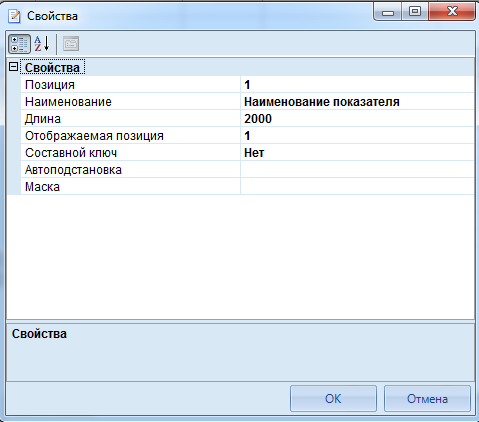 Свойства
Свойства
Позиция 1
Наименование Наименование показателя
Длина 2000
Отображаемая позиция 1
Составной ключ Нет
Автоподстановка
Маска
Свойства
ОК Отмена